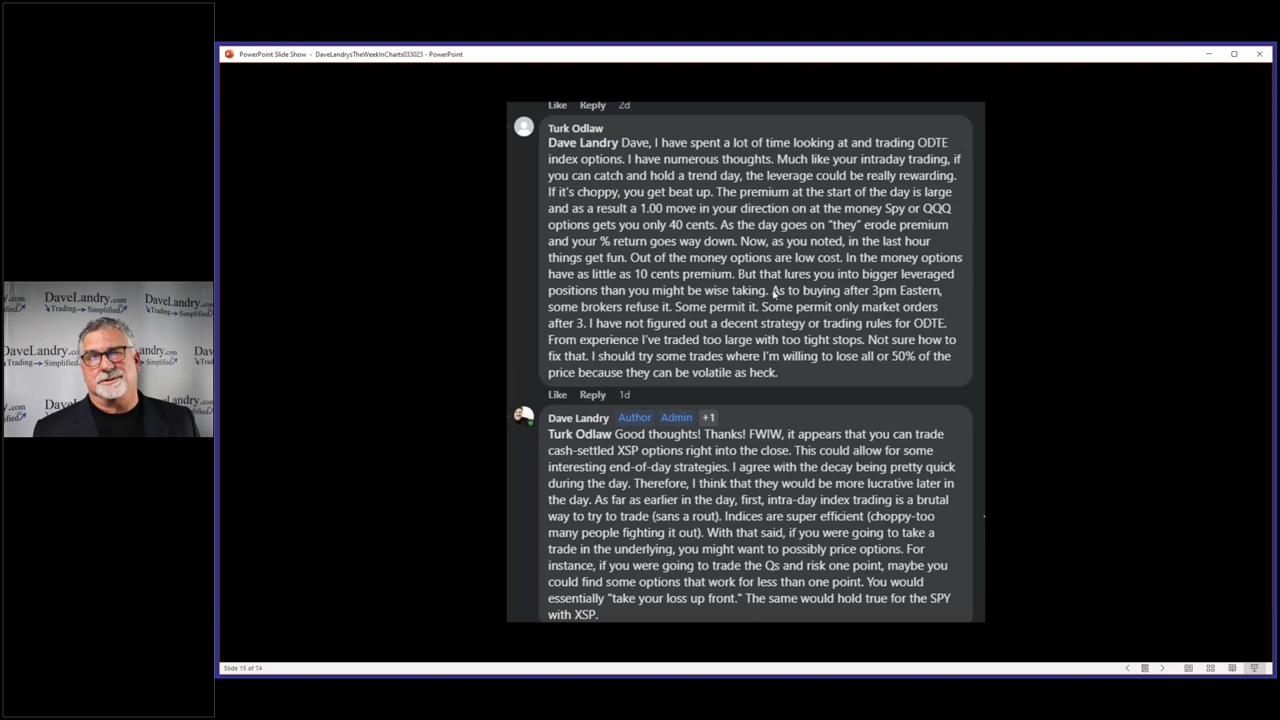 PowerPoint Slide Show - DaveLandrysTheWeekInCharts033023 - PowerPoint
Like Reply 2d
Turk Odlaw
Dave Landry Dave, I have spent a lot of time looking at and trading ODTE
index options. I have numerous thoughts. Much like your intraday trading, if
you can catch and hold a trend day, the leverage could be really rewarding.
If it's choppy, you get beat up. The premium at the start of the day is large
and as a result a 1.00 move in your direction on at the money Spy or QQQ
options gets you only 40 cents. As the day goes on "they" erode premium
and your % return goes way down. Now, as you noted, in the last hour
things get fun. Out of the money options are low cost. In the money options
have as little as 10 cents premium. But that lures you into bigger leveraged
positions than you might be wise taking. As to buying after 3pm Eastern,
some brokers refuse it. Some permit it. Some permit only market orders
after 3. I have not figured out a decent strategy or trading rules for ODTE.
From experience I've traded too large with too tight stops. Not sure how to
fix that. I should try some trades where I'm willing to lose all or 50% of the
price because they can be volatile as heck.
Like Reply 1d
Dave Landry Author Admin +1
Turk Odlaw Good thoughts! Thanks! FWIW, it appears that you can trade
cash-settled XSP options right into the close. This could allow for some
interesting end-of-day strategies. I agree with the decay being pretty quick
during the day. Therefore, I think that they would be more lucrative later in
the day. As far as earlier in the day, first, intra-day index trading is a brutal
way to try to trade (sans a rout). Indices are super efficient (choppy-too
many people fighting it out). With that said, if you were going to take a
trade in the underlying, you might want to possibly price options. For
instance, if you were going to trade the Qs and risk one point, maybe you
could find some options that work for less than one point. You would
essentially "take your loss up front." The same would hold true for the SPY
with XSP.
DaveLandry.com
Trading Simplified
Slide 15 of 74